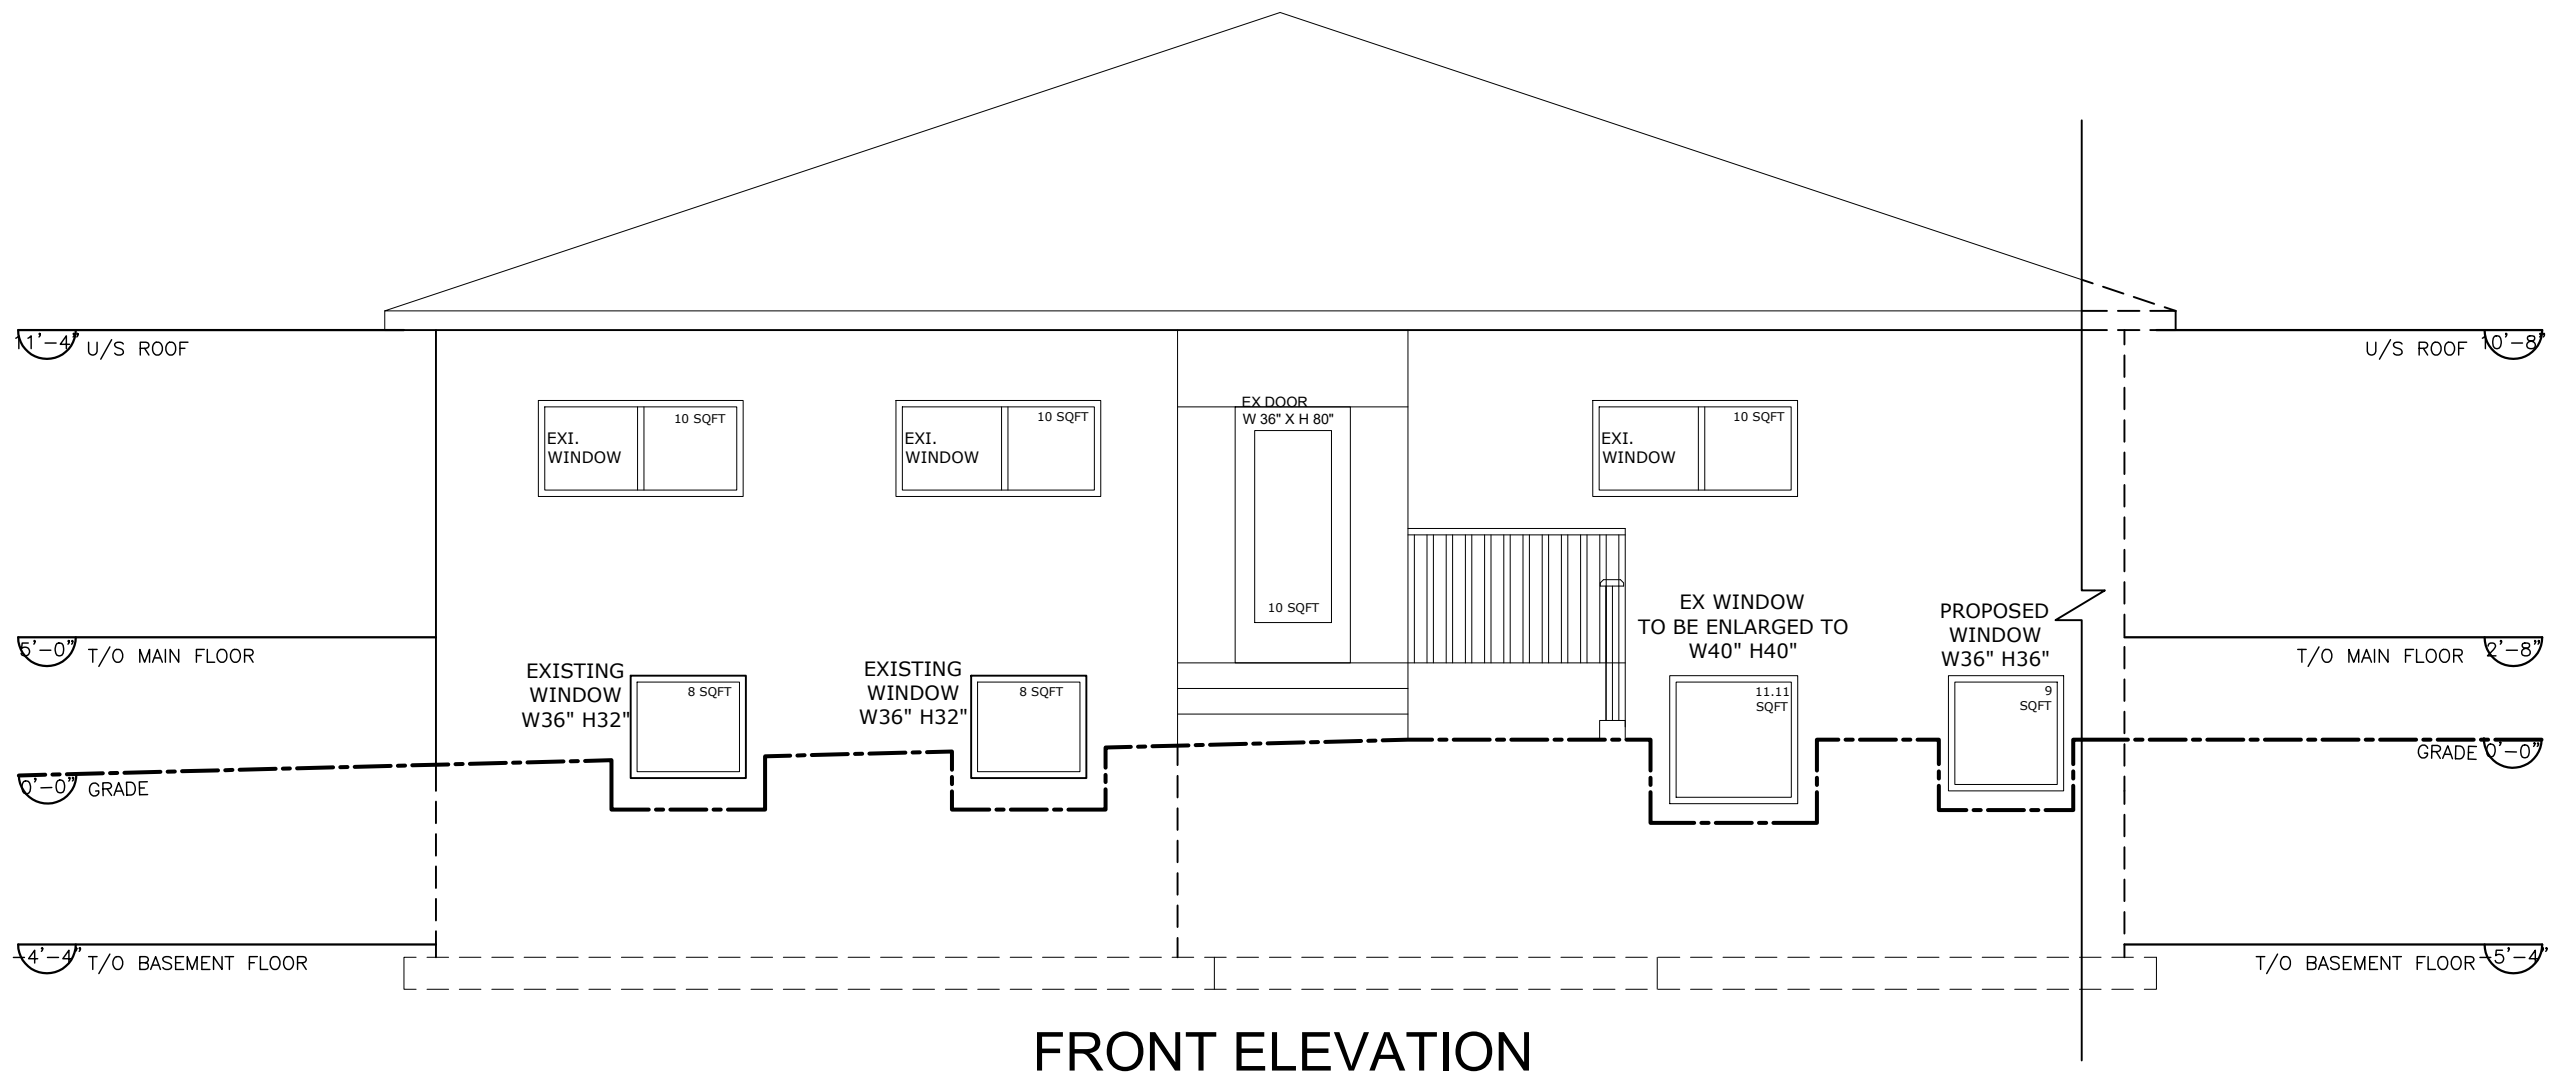 11'-4"
U/S ROOF
U/S ROOF
10'-8"
EX DOOR
W 36" X H 80"
10 SQFT
EXI.
WINDOW
10 SQFT
EXI.
WINDOW
10 SQFT
EXI.
WINDOW
10 SQFT
5'-0"
T/O MAIN FLOOR
EXISTING
WINDOW
W36" H32"
8 SQFT
EXISTING
WINDOW
W36" H32"
8 SQFT
EX WINDOW
TO BE ENLARGED TO
W40" H40"
11.11
SQFT
PROPOSED
WINDOW
W36" H36"
9
SQFT
T/O MAIN FLOOR
2'-8"
0'-0"
GRADE
GRADE
0'-0"
-4'-4"
T/O BASEMENT FLOOR
T/O BASEMENT FLOOR
-5'-4"
FRONT ELEVATION